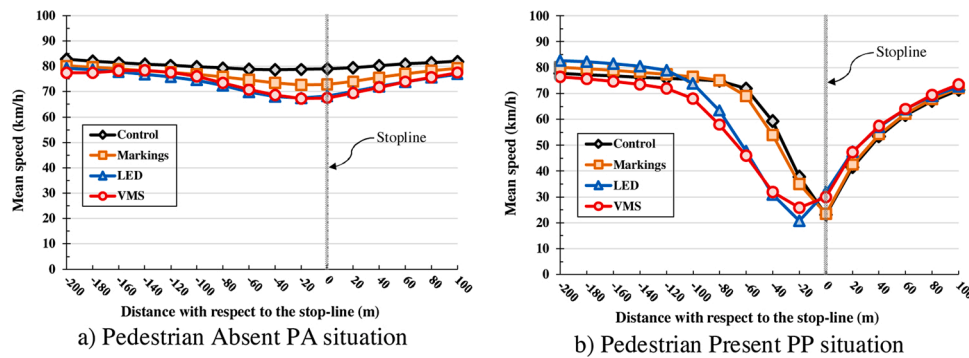 100
90
80
70
60
50
40
30
20
10
0
Mean speed (km/h)
Control
Markings
LED
VMS
Stopline
-200 -180 -160 -140 -120 -100 -80 -60 -40 -20 0 20 40 60 80 100
Distance with respect to the stop-line (m)
a) Pedestrian Absent PA situation
100
90
80
70
60
50
40
30
20
10
0
Mean speed (km/h)
Stopline
Control
Markings
LED
VMS
-200 -180 -160 -140 -120 -100 -80 -60 -40 -20 0 20 40 60 80 100
Distance with respect to the stop-line (m)
b) Pedestrian Present PP situation